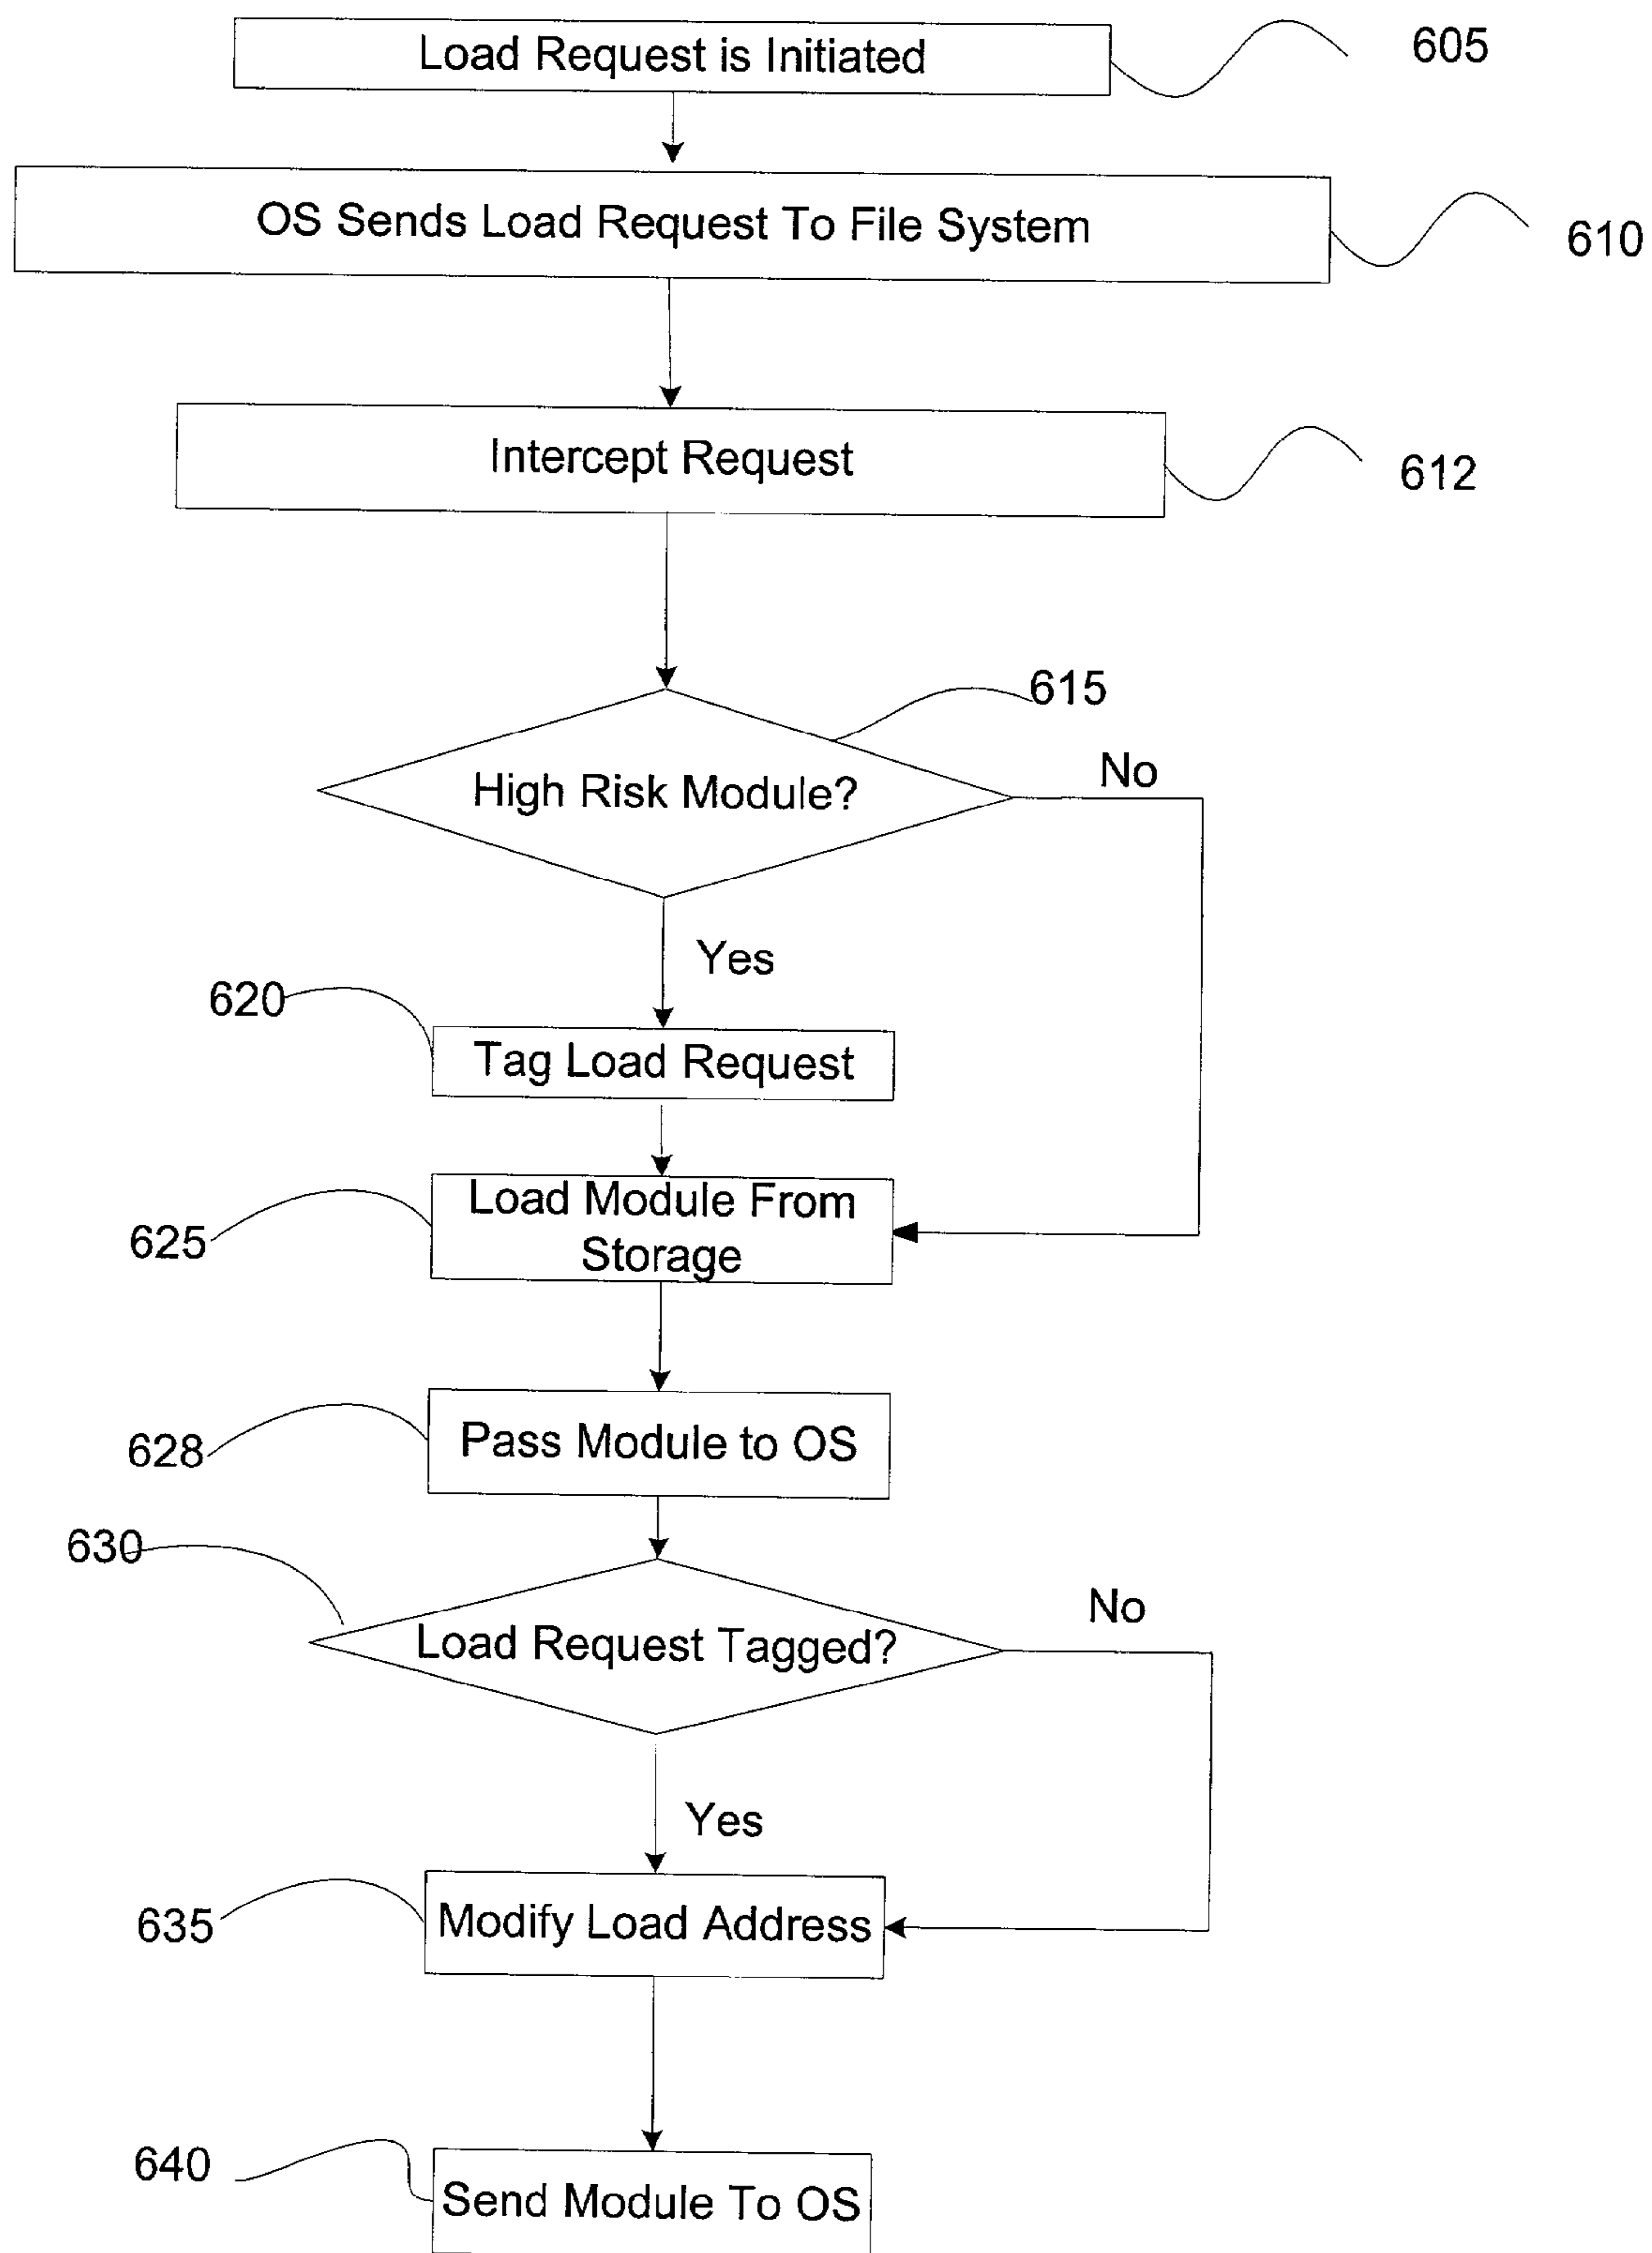 Load Request is Initiated
605
OS Sends Load Request To File System
610
Intercept Request
612
615
High Risk Module?
No
Yes
620
Tag Load Request
Load Module From
Storage
625
Pass Module to OS
628
630
Load Request Tagged?
No
Yes
Modify Load Address
635
640
Send Module To OS